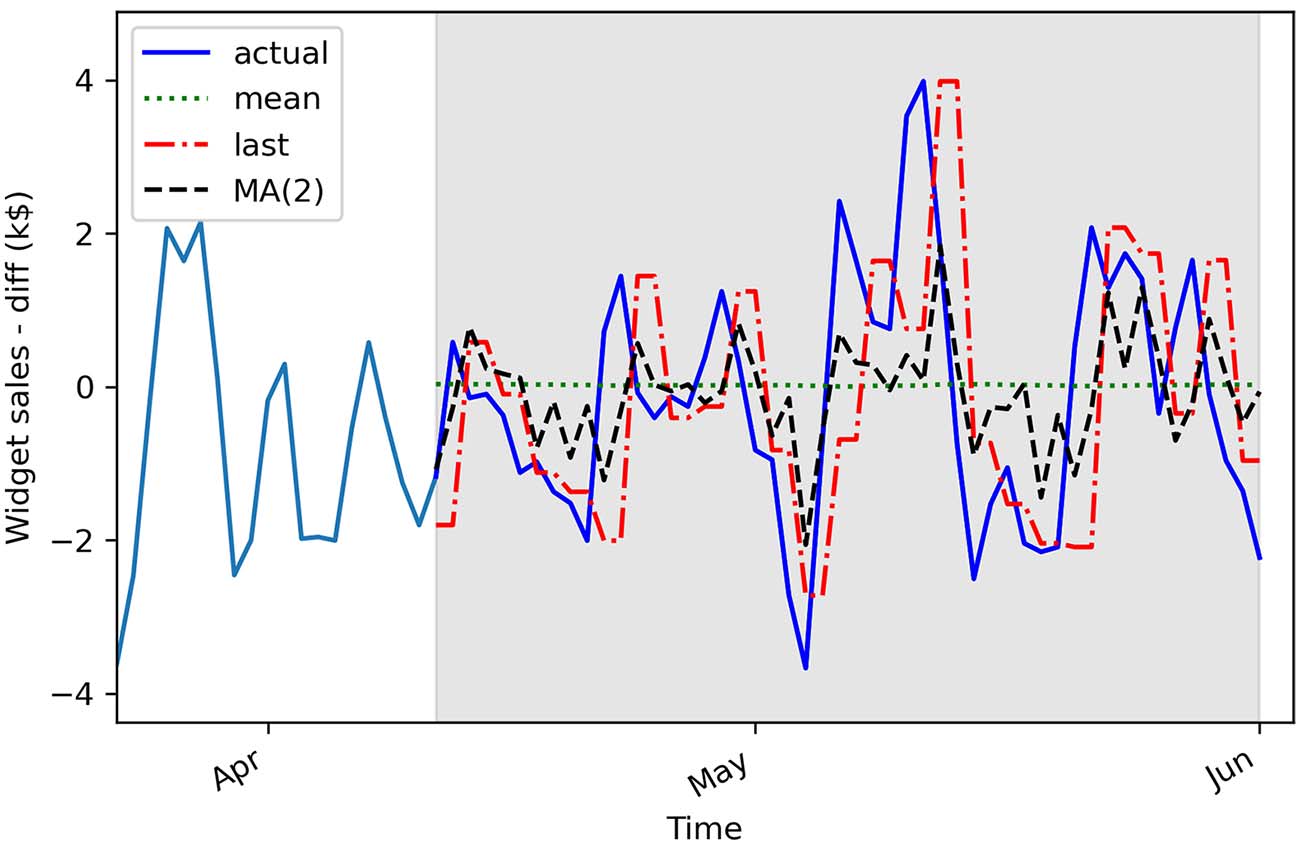 actual
mean
last
MA(2)
4
2
0
−2
−4
Widget sales - diff (k$)
Apr
May
Jun
Time